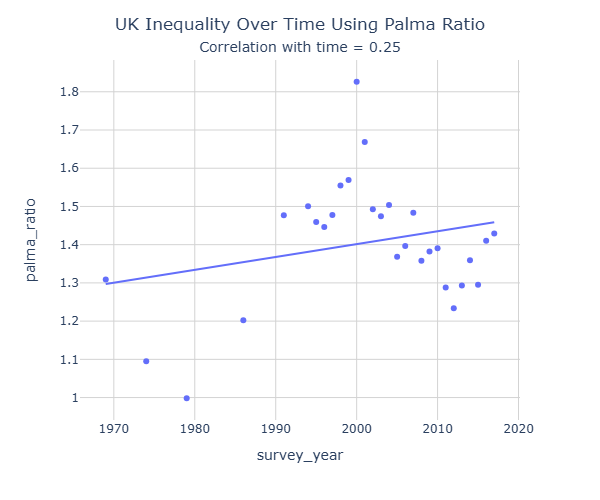 UK Inequality Over Time Using Palma Ratio
Correlation with time = 0.25
palma_ratio
1.8
1.7
1.6
1.5
1.4
1.3
1.2
1.1
1
1970 1980 1990 2000 2010 2020
survey_year